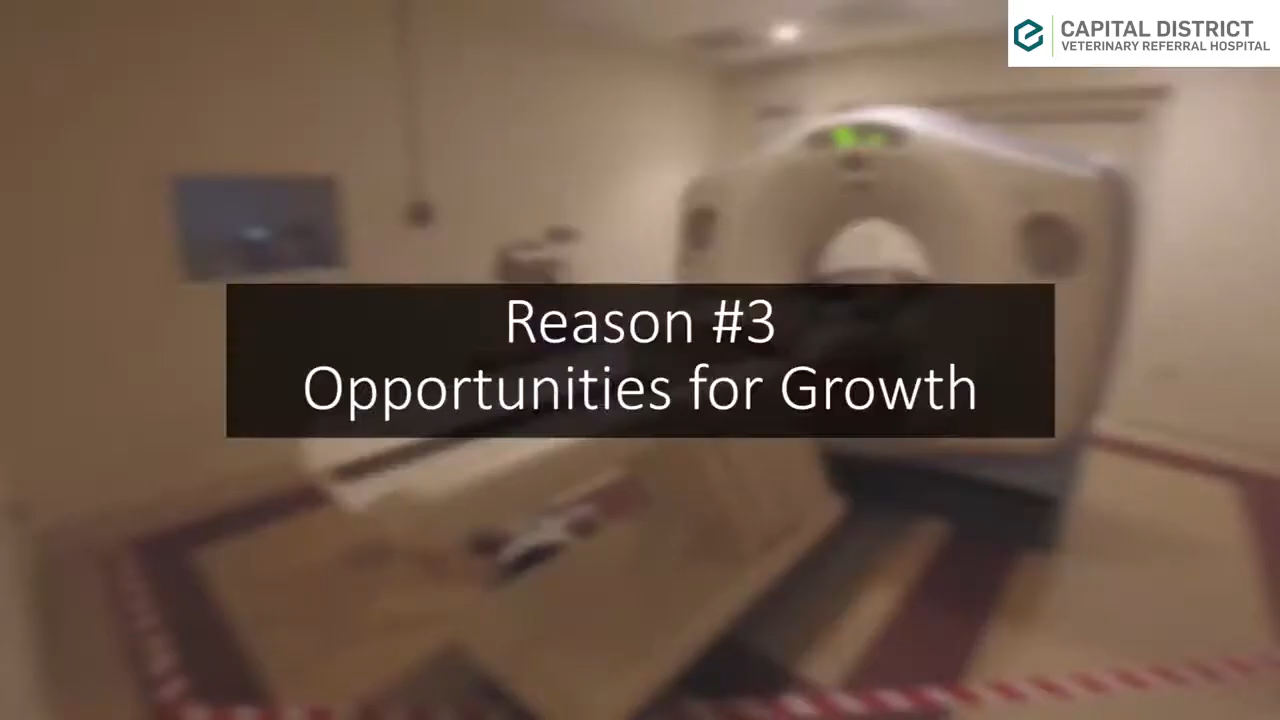 CAPITAL DISTRICT
VETERINARY REFERRAL HOSPITAL
Reason #3
Opportunities for Growth